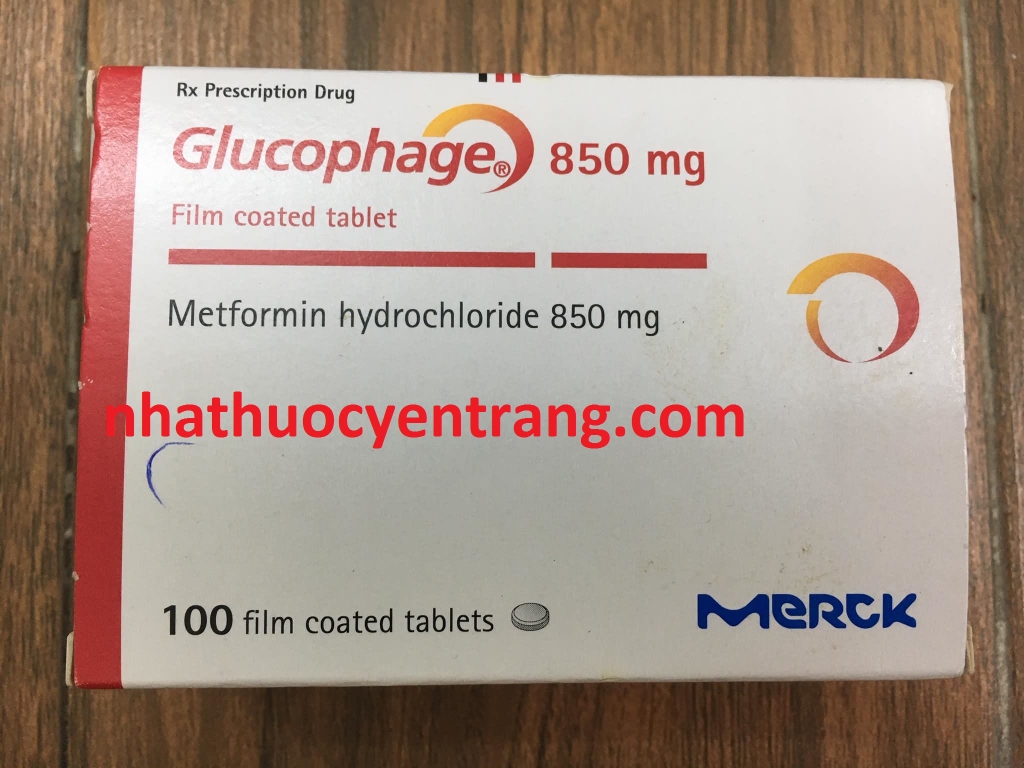 Rx Prescription Drug
Glucophage® 850 mg
Film coated tablet
Metformin hydrochloride 850 mg
nhathuocyentrang.com
100 film coated tablets
MERCK